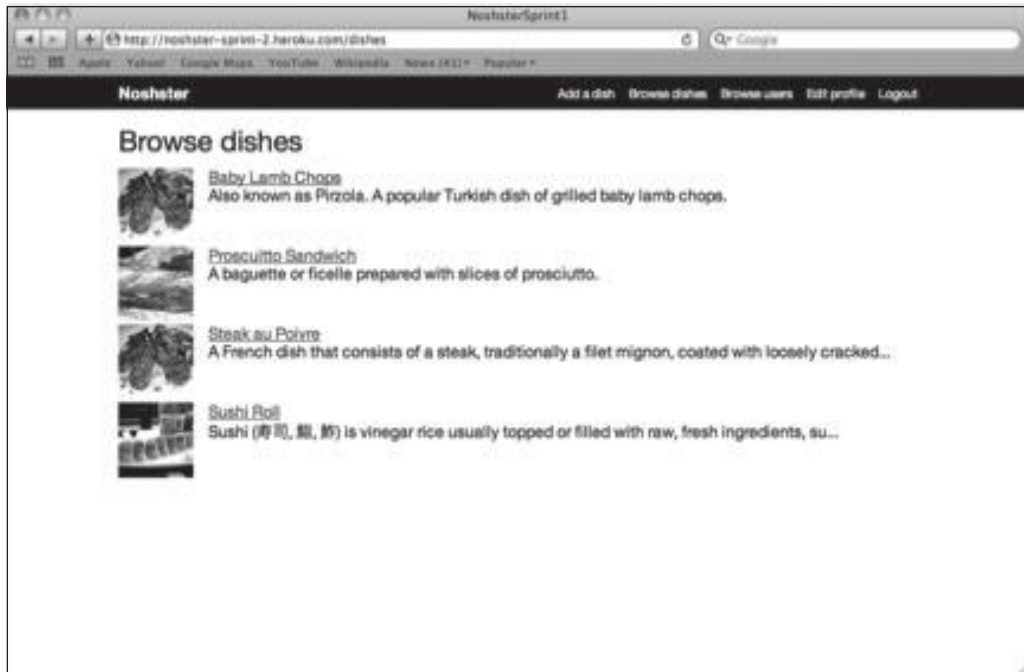 NoshsterSprint1
http://noshster-sprint-2.heroku.com/dishes
Google
Apple Yahoo! Google Maps YouTube Wikipedia News Popular
Noshster
Add a dish Browse dishes Browse users Edit profile Logout
Browse dishes
Baby Lamb Chops
Also known as Pirzola. A popular Turkish dish of grilled baby lamb chops.
Proscuitto Sandwich
A baguette or ficelle prepared with slices of prosciutto.
Steak au Poivre
A French dish that consists of a steak, traditionally a filet mignon, coated with loosely cracked...
Sushi Roll
Sushi (寿司, 鮨, 鮓) is vinegar rice usually topped or filled with raw, fresh ingredients, su...